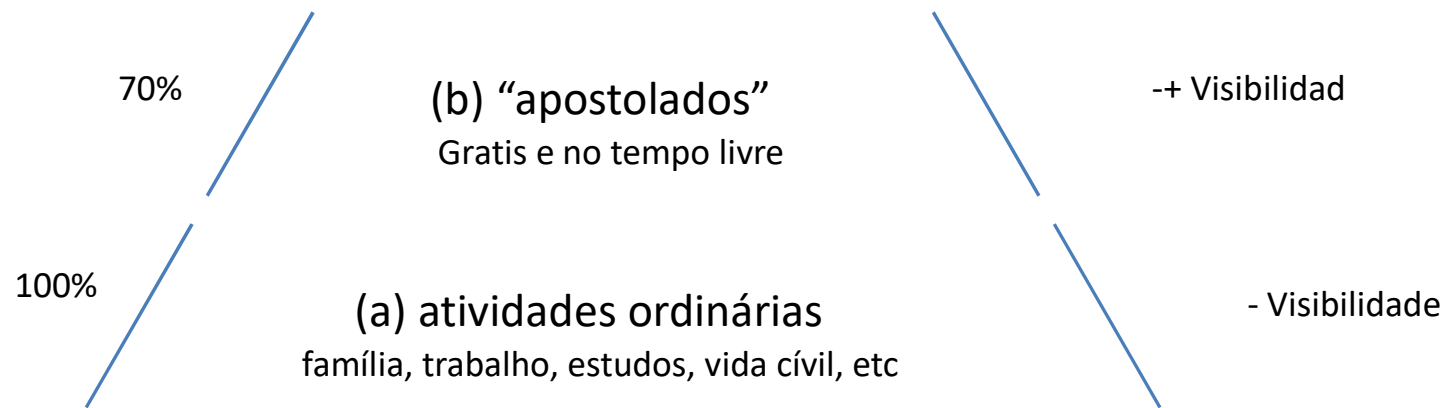 70%
(b) “apostolados”
-+ Visibilidad
Gratis e no tempo livre
100%
(a) atividades ordinárias
- Visibilidade
família, trabalho, estudos, vida cívil, etc